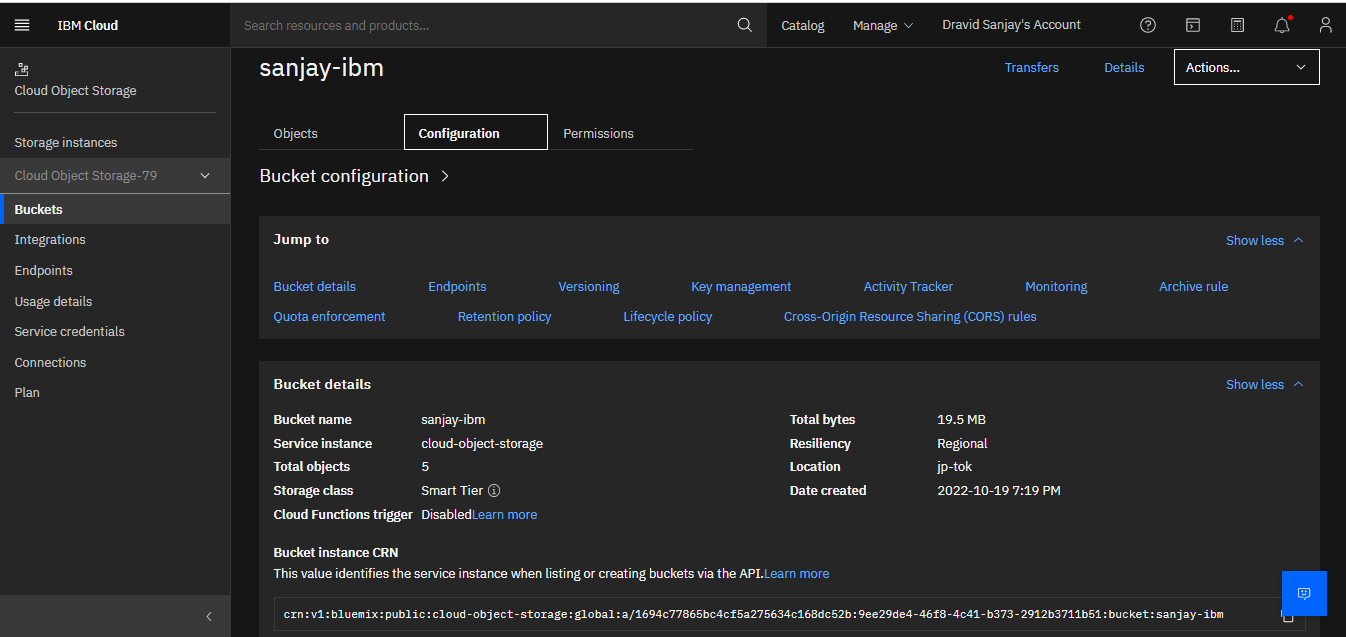 IBM Cloud
Search resources and products...
Catalog
Manage
Dravid Sanjay's Account
Cloud Object Storage
Storage instances
Cloud Object Storage-79
Buckets
Integrations
Endpoints
Usage details
Service credentials
Connections
Plan
sanjay-ibm
Transfers
Details
Actions...
Objects
Configuration
Permissions
Bucket configuration
Jump to
Show less
Bucket details Endpoints Versioning Key management Activity Tracker Monitoring Archive rule
Quota enforcement Retention policy Lifecycle policy Cross-Origin Resource Sharing (CORS) rules
Bucket details
Show less
Bucket name sanjay-ibm
Service instance cloud-object-storage
Total objects 5
Storage class Smart Tier
Cloud Functions trigger DisabledLearn more
Total bytes 19.5 MB
Resiliency Regional
Location jp-tok
Date created 2022-10-19 7:19 PM
Bucket instance CRN
This value identifies the service instance when listing or creating buckets via the API.Learn more
crn:v1:bluemix:public:cloud-object-storage:global:a/1694c77865bc4cf5a275634c168dc52b:9ee29de4-46f8-4c41-b373-2912b3711b51:bucket:sanjay-ibm